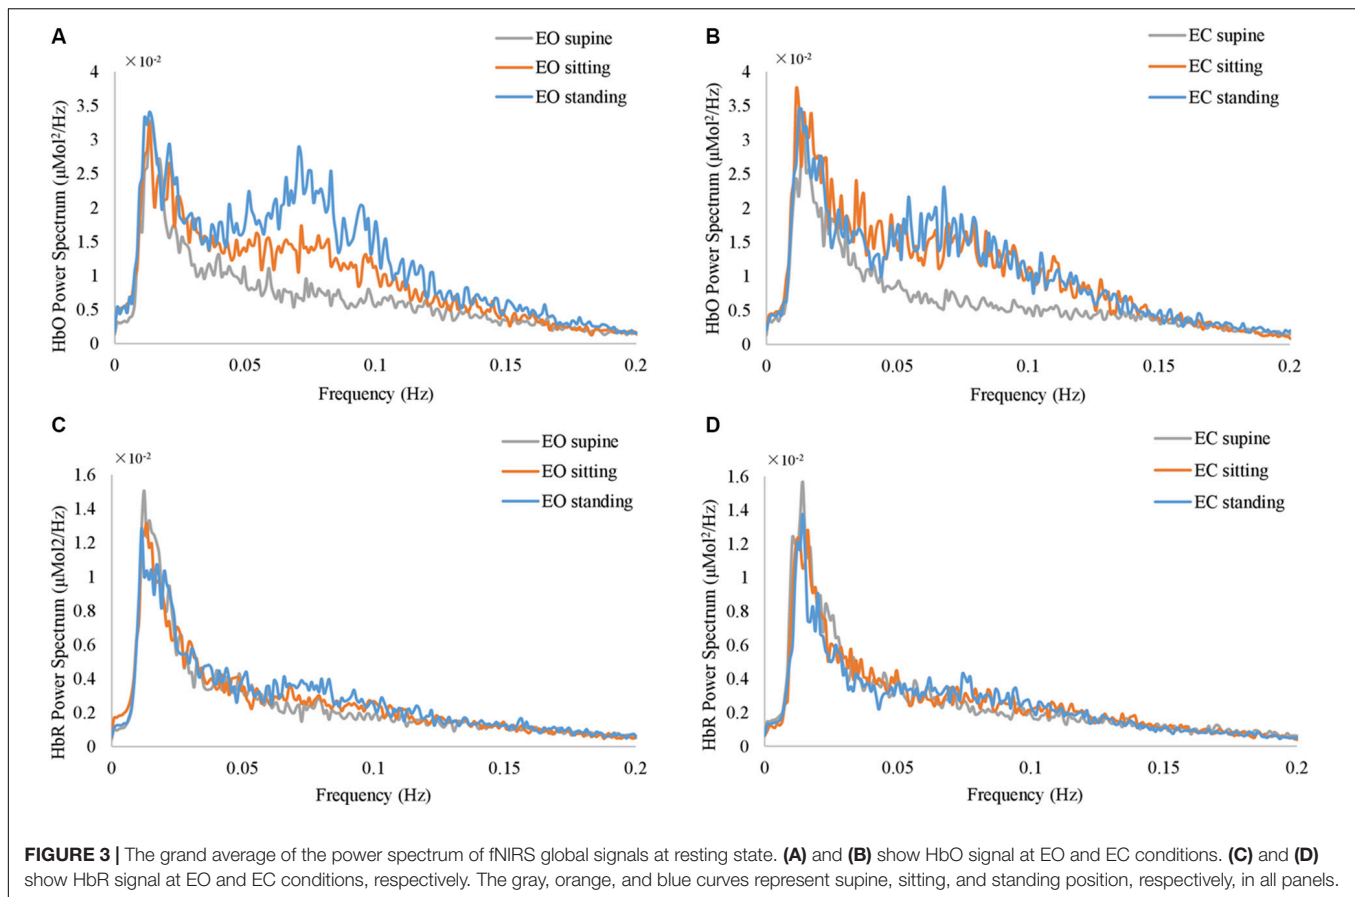 A
EO supine
EO sitting
EO standing
×10-2
4
3.5
3
2.5
2
1.5
1
0.5
0
HbO Power Spectrum (μMol²/Hz)
0 0.05 0.1 0.15 0.2
Frequency (Hz)
B
EC supine
EC sitting
EC standing
×10-2
4
3.5
3
2.5
2
1.5
1
0.5
0
HbO Power Spectrum (μMol²/Hz)
0 0.05 0.1 0.15 0.2
Frequency (Hz)
C
EO supine
EO sitting
EO standing
×10-2
1.6
1.4
1.2
1
0.8
0.6
0.4
0.2
0
HbR Power Spectrum (μMol2/Hz)
0 0.05 0.1 0.15 0.2
Frequency (Hz)
D
EC supine
EC sitting
EC standing
×10-2
1.6
1.4
1.2
1
0.8
0.6
0.4
0.2
0
HbR Power Spectrum (μMol²/Hz)
0 0.05 0.1 0.15 0.2
Frequency (Hz)
FIGURE 3 | The grand average of the power spectrum of fNIRS global signals at resting state. (A) and (B) show HbO signal at EO and EC conditions. (C) and (D)
show HbR signal at EO and EC conditions, respectively. The gray, orange, and blue curves represent supine, sitting, and standing position, respectively, in all panels.